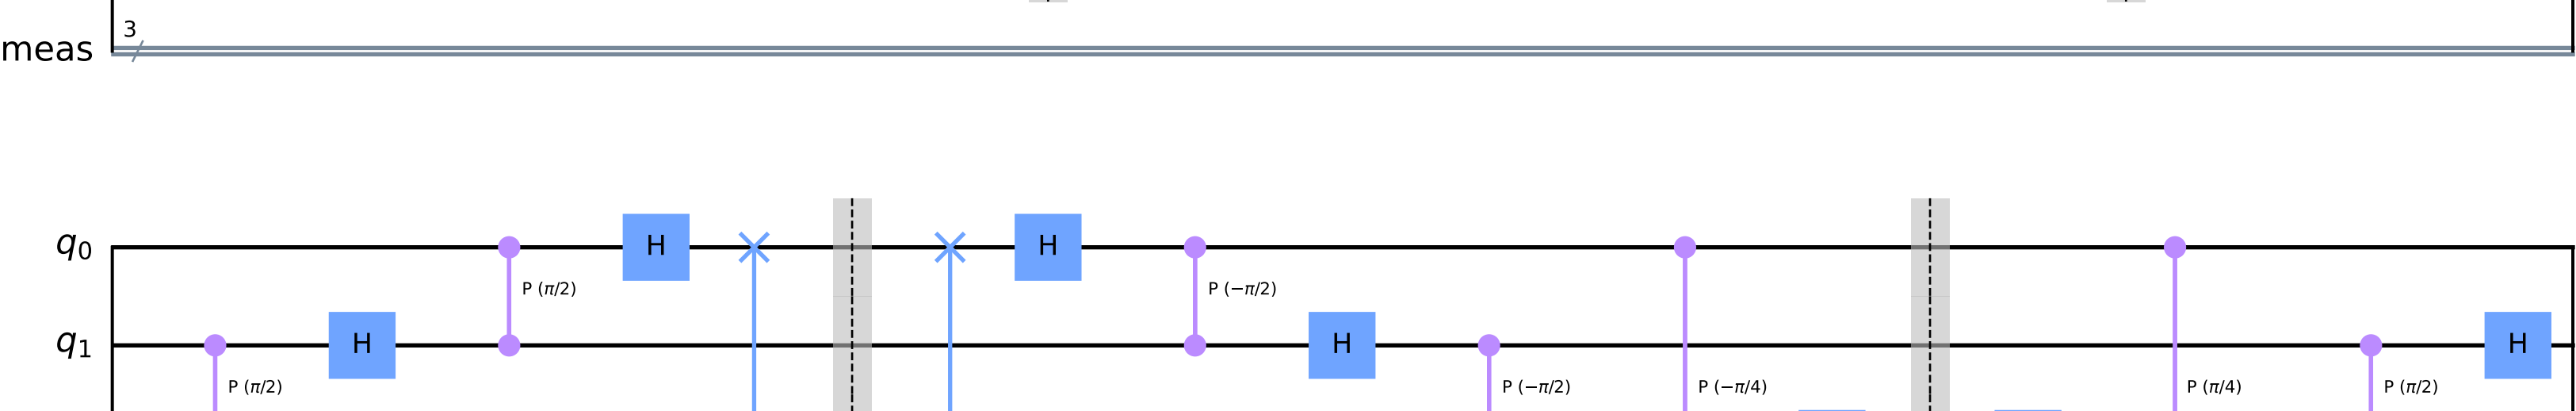 3
meas
q0 H H
P (π/2) P (−π/2)
q1 H H H
P (π/2) P (−π/2) P (−π/4) P (π/4) P (π/2)